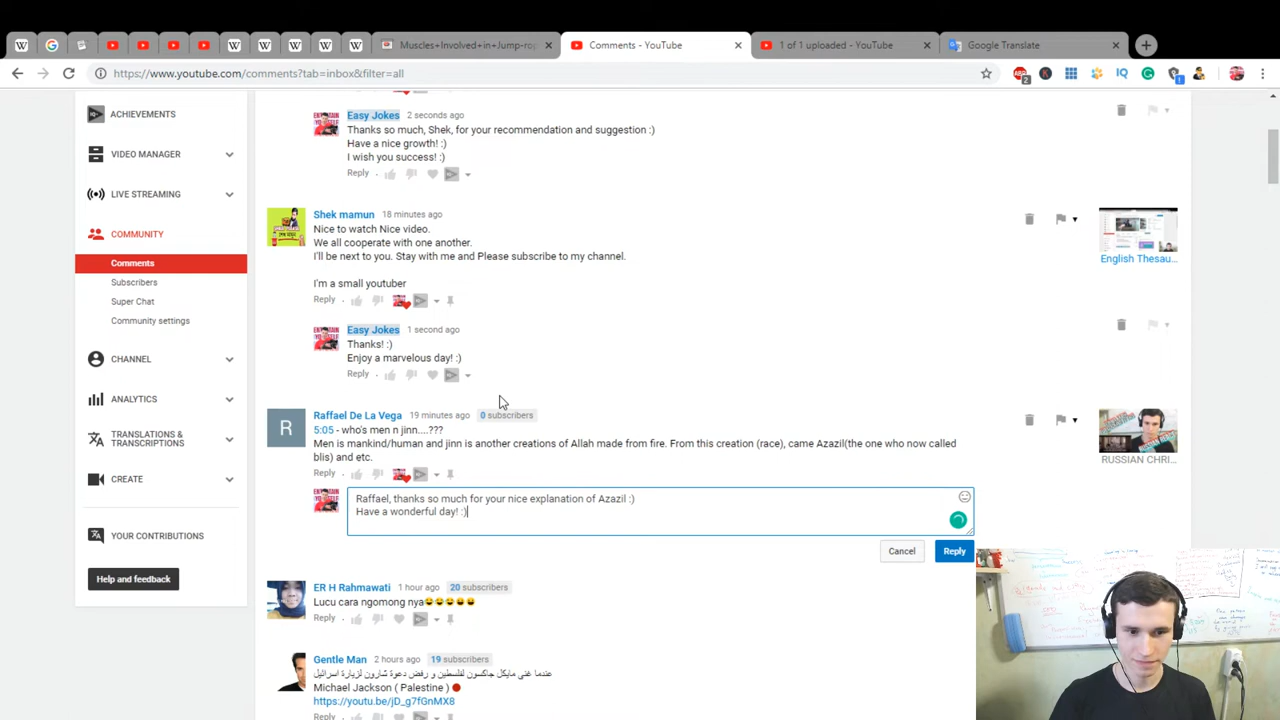 Muscles+Involved+in+Jump-rop
Comments - YouTube
1 of 1 uploaded - YouTube
Google Translate
https://www.youtube.com/comments?tab=inbox&filter=all
ACHIEVEMENTS
VIDEO MANAGER
LIVE STREAMING
COMMUNITY
Comments
Subscribers
Super Chat
Community settings
CHANNEL
ANALYTICS
TRANSLATIONS &
TRANSCRIPTIONS
CREATE
YOUR CONTRIBUTIONS
Help and feedback
Easy Jokes 2 seconds ago
Thanks so much, Shek, for your recommendation and suggestion :)
Have a nice growth! :)
I wish you success! :)
Reply
Shek mamun 18 minutes ago
Nice to watch Nice video.
We all cooperate with one another.
I'll be next to you. Stay with me and Please subscribe to my channel.
I'm a small youtuber
Reply
English Thesau...
Easy Jokes 1 second ago
Thanks! :)
Enjoy a marvelous day! :)
Reply
Raffael De La Vega 19 minutes ago 0 subscribers
5:05 - who's men n jinn....???
Men is mankind/human and jinn is another creations of Allah made from fire. From this creation (race), came Azazil(the one who now called
blis) and etc.
Reply
RUSSIAN CHRI...
Raffael, thanks so much for your nice explanation of Azazil :)
Have a wonderful day! :)
Cancel
Reply
ER H Rahmawati 1 hour ago 20 subscribers
Lucu cara ngomong nya😂😂😂😂😂
Reply
Gentle Man 2 hours ago 19 subscribers
عندما غنى مايكل جاكسون لفلسطين و رفض دعوة شارون لزيارة اسرائيل
Michael Jackson ( Palestine ) 🔴
https://youtu.be/jD_g7fGnMX8
Reply